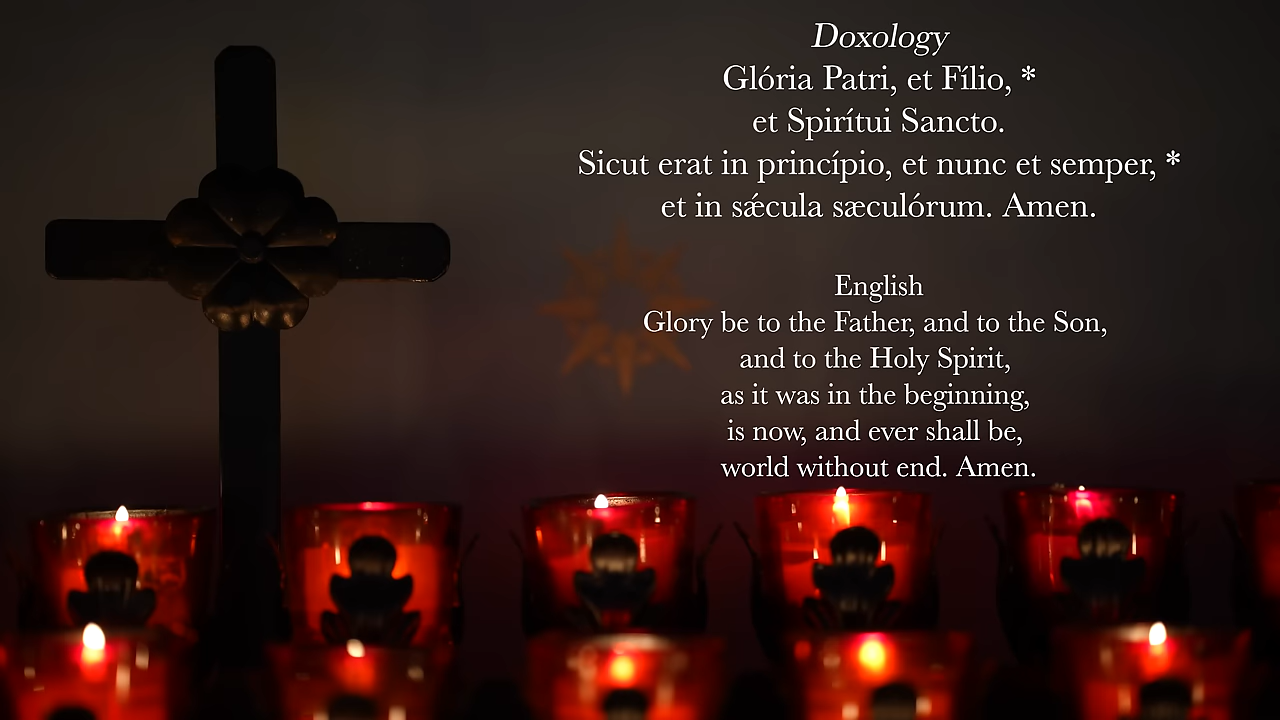 Doxology
Glória Patri, et Fílio, *
et Spirítui Sancto.
Sicut erat in princípio, et nunc et semper, *
et in sǽcula sæculórum. Amen.
English
Glory be to the Father, and to the Son,
and to the Holy Spirit,
as it was in the beginning,
is now, and ever shall be,
world without end. Amen.